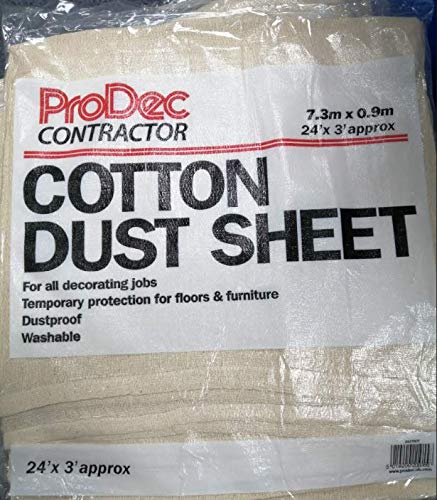 ProDec
CONTRACTOR
7.3m x 0.9m
24'x 3'approx
COTTON
DUST SHEET
For all decorating jobs
Temporary protection for floors & furniture
Dustproof
Washable
24'x 3'approx